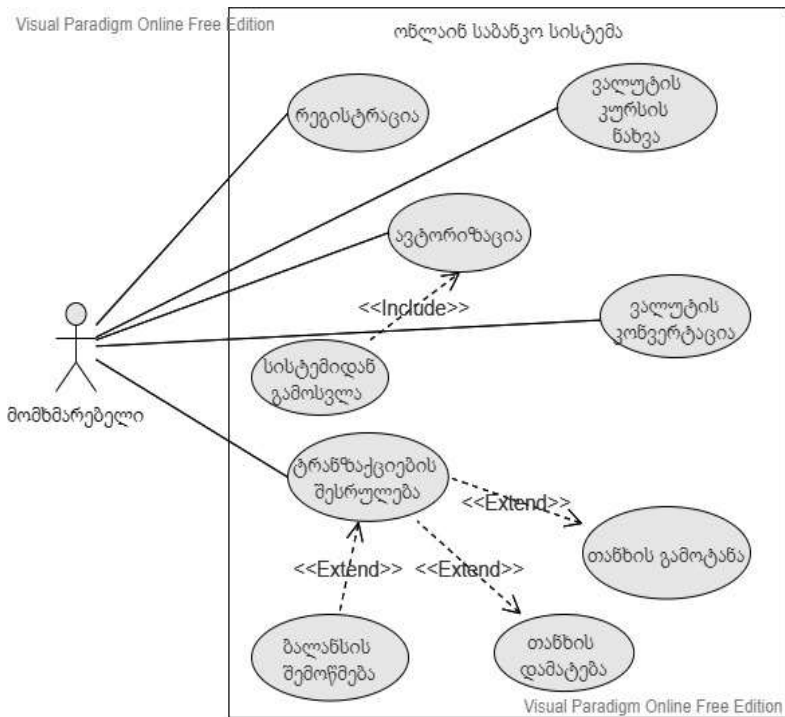 Visual Paradigm Online Free Edition
ონლაინ საბანკო სისტემა
რეგისტრაცია
ვალუტის
კურსის
ნახვა
ავტორიზაცია
<<Include>>
ვალუტის
კონვერტაცია
სისტემიდან
გამოსვლა
მომხმარებელი
ტრანზაქციების
შესრულება
<<Extend>>
თანხის გამოტანა
<<Extend>>
<<Extend>>
ბალანსის
შემოწმება
თანხის
დამატება
Visual Paradigm Online Free Edition